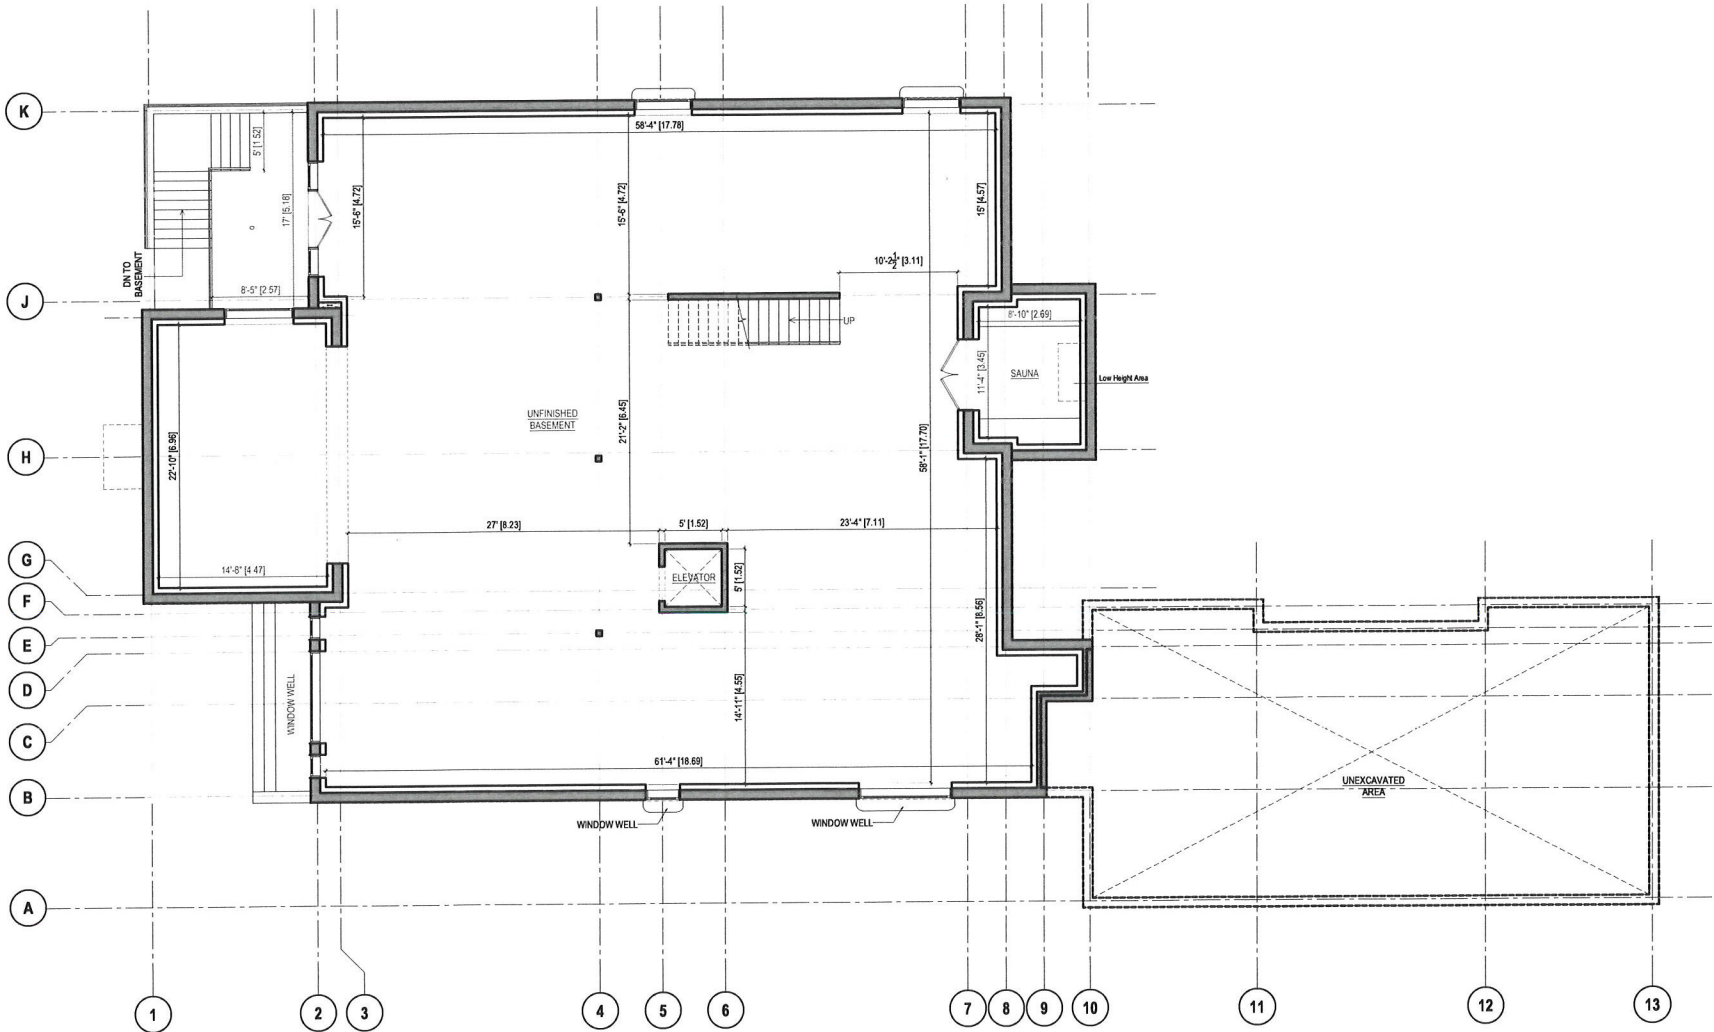 K
58'-4" [17.78]
5' [1.52]
17' [5.18]
15'-6" [4.72]
15'-6" [4.72]
15' [4.57]
DN TO
BASEMENT
8'-5" [2.57]
10'-2 1/2" [3.11]
J
UP
8'-10" [2.69]
11'-4" [3.45]
SAUNA
Low Height Area
UNFINISHED
BASEMENT
21'-2" [6.45]
58'-1" [17.70]
22'-10" [6.96]
H
27' [8.23]
5' [1.52]
23'-4" [7.11]
G
14'-8" [4.47]
ELEVATOR
5' [1.52]
F
28'-1" [8.56]
E
WINDOW WELL
D
14'-11" [4.55]
C
61'-4" [18.69]
UNEXCAVATED
AREA
B
WINDOW WELL
WINDOW WELL
A
1
2
3
4
5
6
7
8
9
10
11
12
13